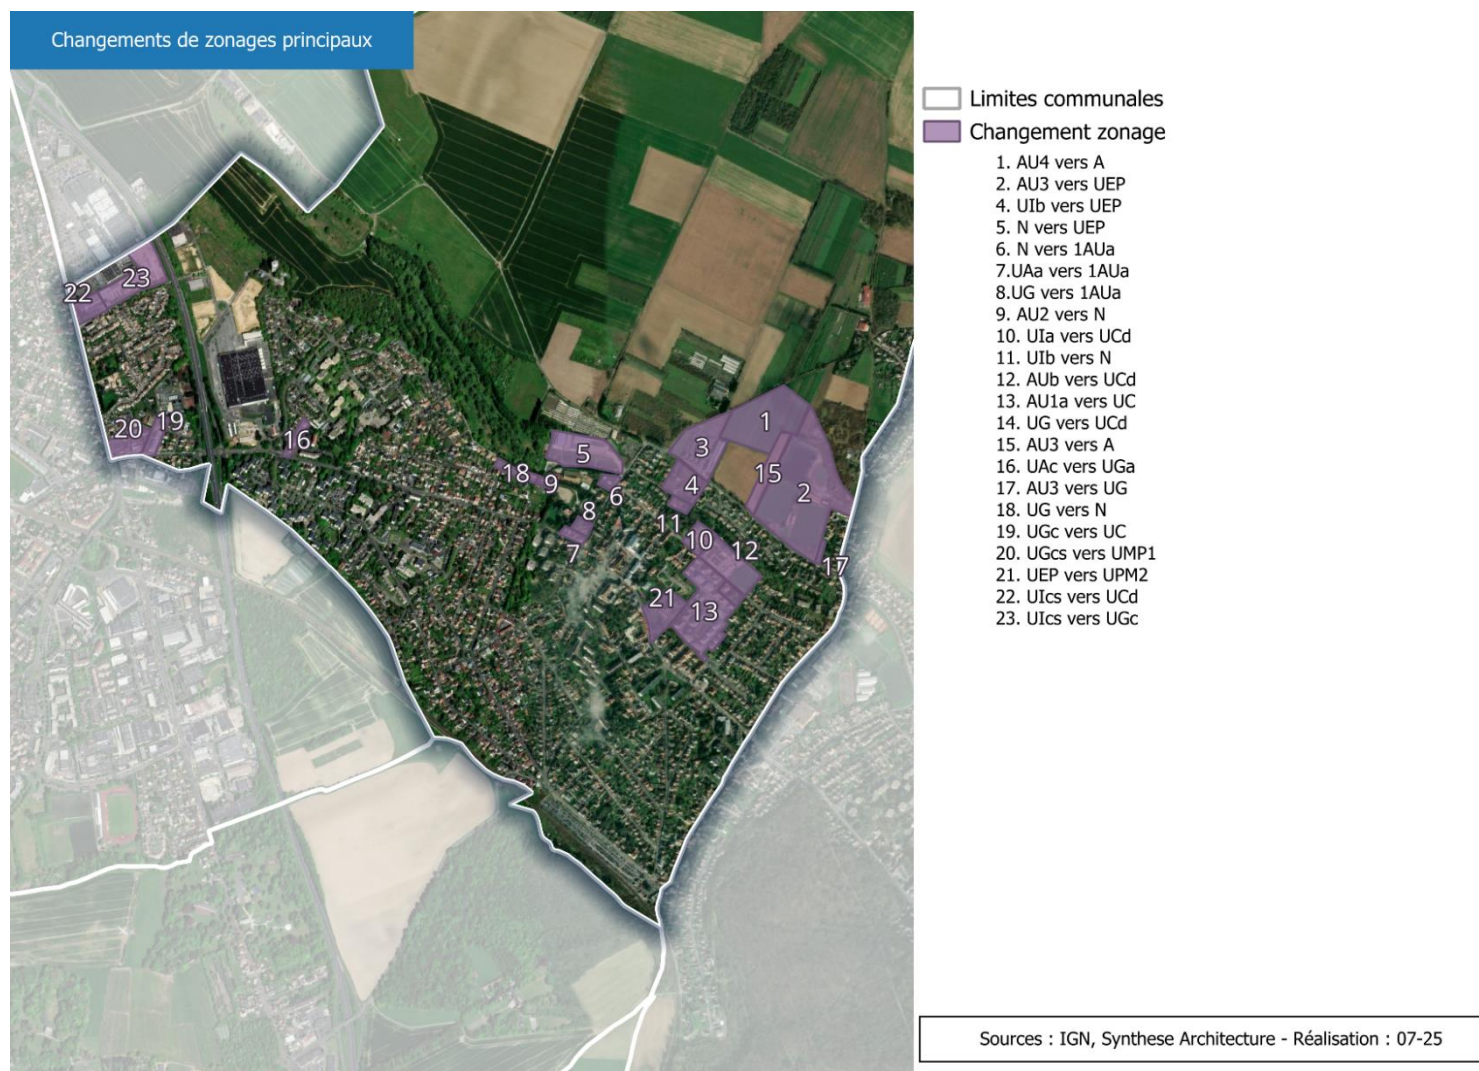 Changements de zonages principaux
Limites communales
Changement zonage
1. AU4 vers A
2. AU3 vers UEP
4. UIb vers UEP
5. N vers UEP
6. N vers 1AUa
7.UAa vers 1AUa
8.UG vers 1AUa
9. AU2 vers N
10. UIa vers UCd
11. UIb vers N
12. AUb vers UCd
13. AU1a vers UC
14. UG vers UCd
15. AU3 vers A
16. UAc vers UGa
17. AU3 vers UG
18. UG vers N
19. UGc vers UC
20. UGcs vers UMP1
21. UEP vers UPM2
22. UIcs vers UCd
23. UIcs vers UGc
23
22
20
19
16
1
3
5
15
18
9
4
2
6
8
11
10
12
7
17
21
13
Sources : IGN, Synthese Architecture - Réalisation : 07-25